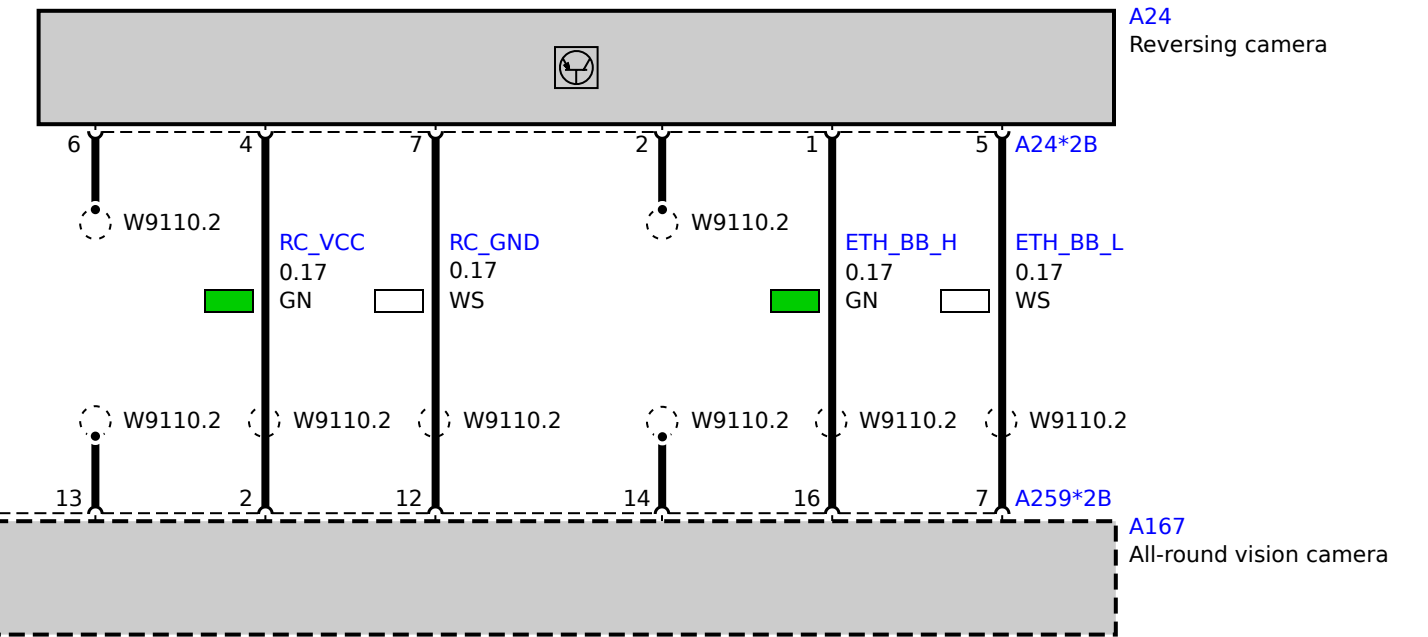 A24
Reversing camera
6 4 7 2 1 5 A24*2B
W9110.2 W9110.2
RC_VCC RC_GND ETH_BB_H ETH_BB_L
0.17 0.17 0.17 0.17
GN WS GN WS
W9110.2 W9110.2 W9110.2 W9110.2 W9110.2 W9110.2
13 2 12 14 16 7 A259*2B
A167
All-round vision camera